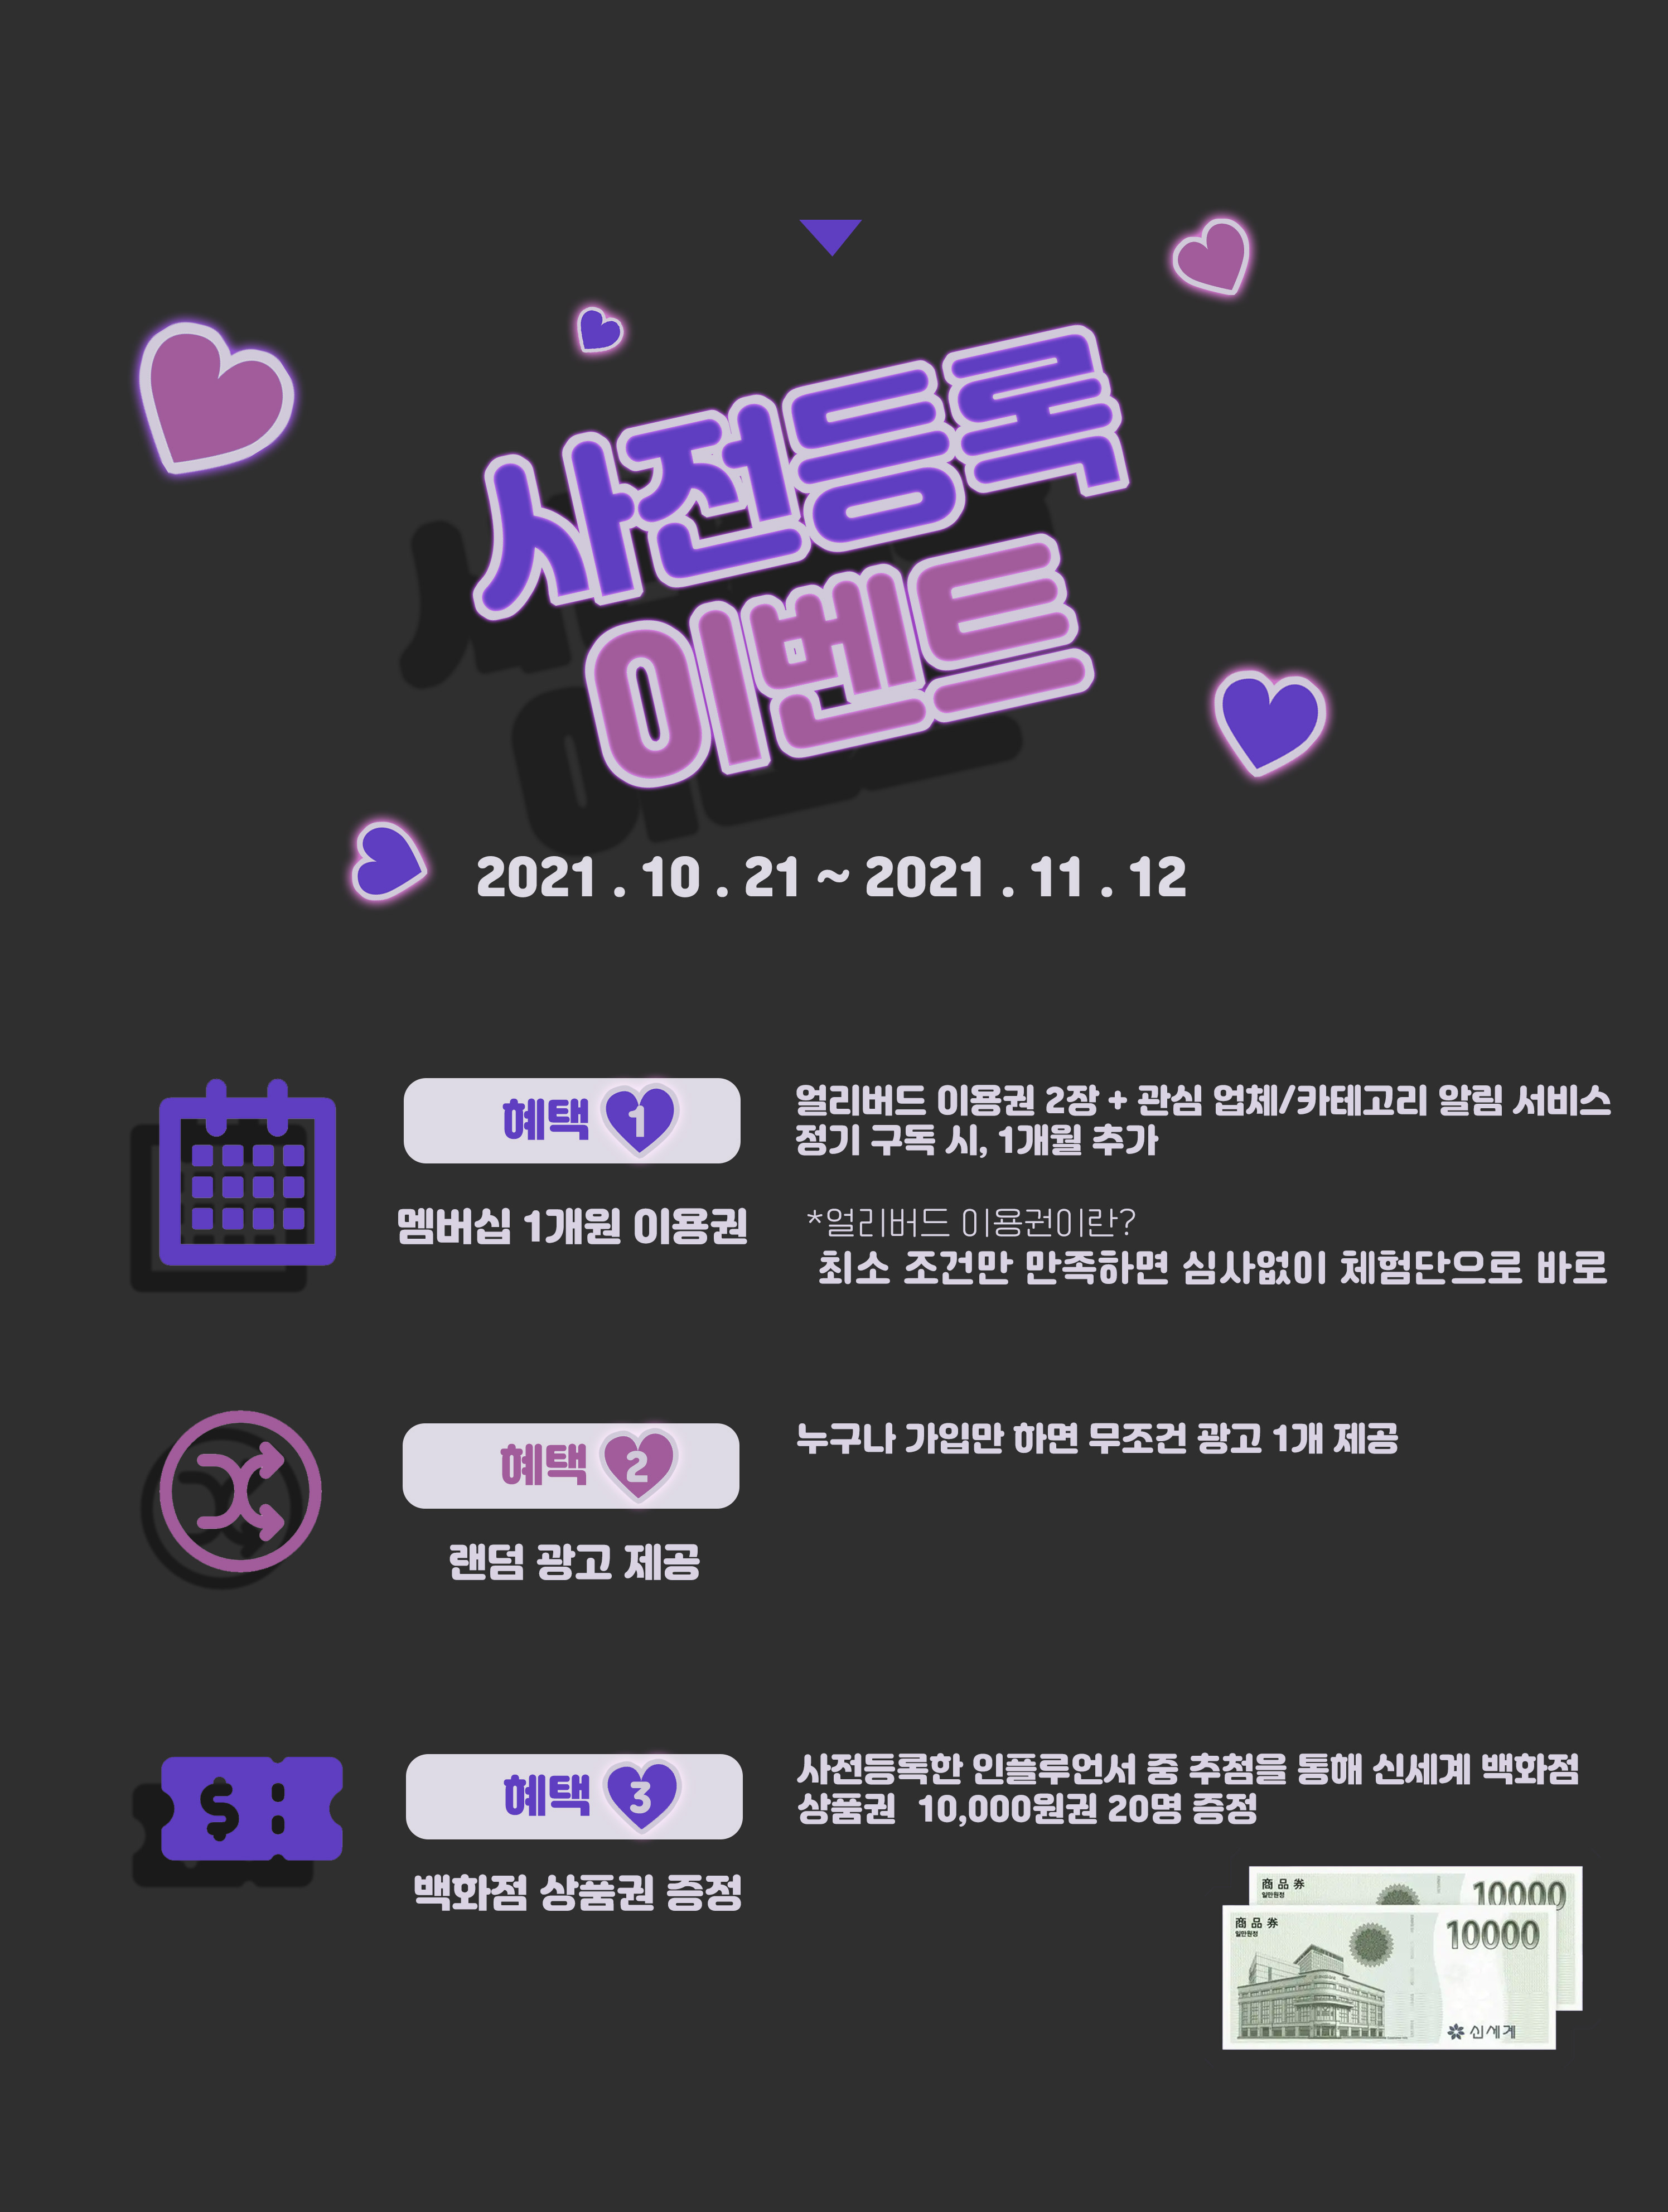 사전등록
이벤트
2021 . 10 . 21 ~ 2021 . 11 . 12
혜택 1
멤버십 1개월 이용권
얼리버드 이용권 2장 + 관심 업체/카테고리 알림 서비스
정기 구독 시, 1개월 추가
*얼리버드 이용권이란?
최소 조건만 만족하면 심사없이 체험단으로 바로
혜택 2
랜덤 광고 제공
누구나 가입만 하면 무조건 광고 1개 제공
혜택 3
백화점 상품권 증정
사전등록한 인플루언서 중 추첨을 통해 신세계 백화점
상품권 10,000원권 20명 증정
商品券
일만원정
10000
商品券
일만원정
10000
신세계